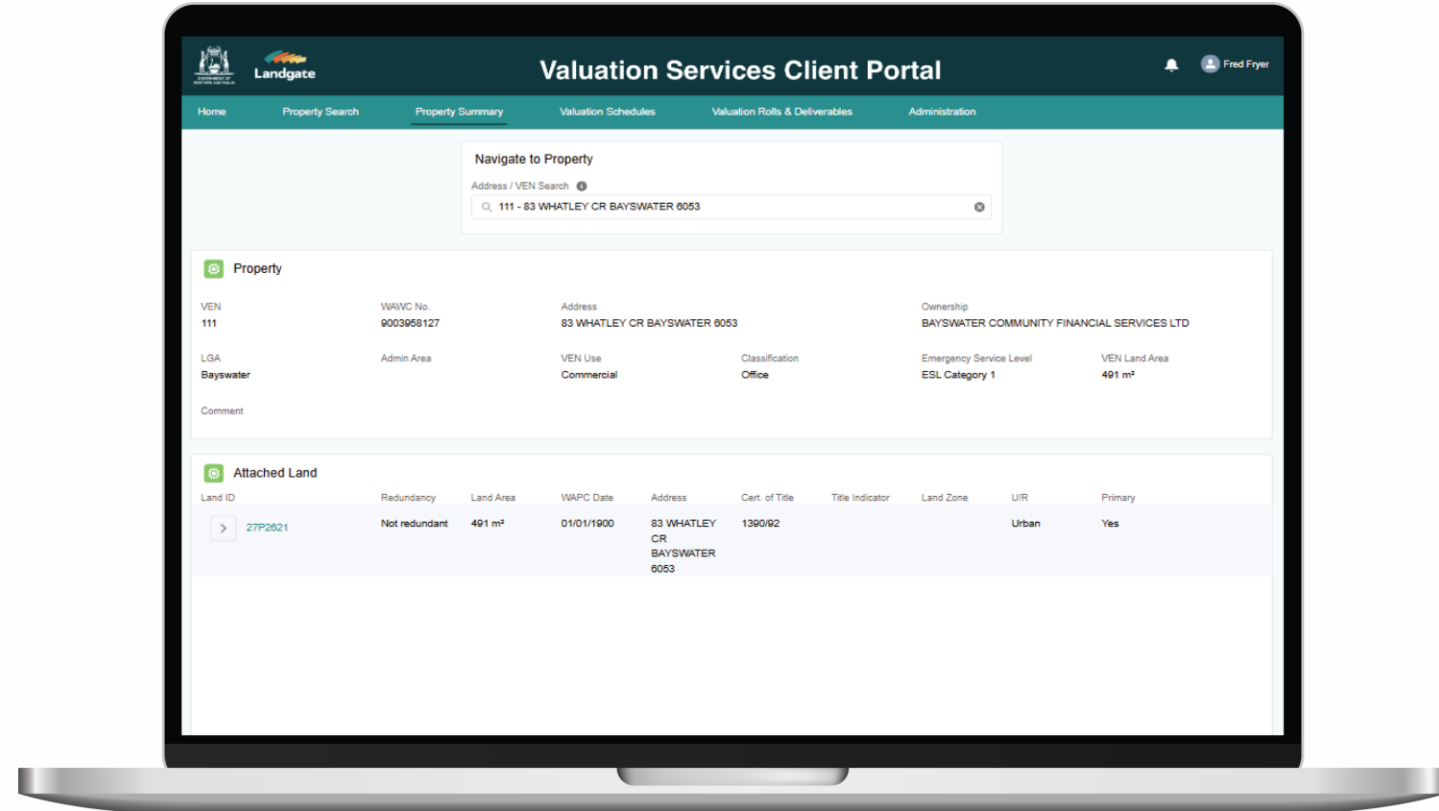 GOVERNMENT OF
WESTERN AUSTRALIA
Landgate
Valuation Services Client Portal
Fred Fryer
Home Property Search Property Summary Valuation Schedules Valuation Rolls & Deliverables Administration
Navigate to Property
Address / VEN Search
111 - 83 WHATLEY CR BAYSWATER 6053
Property
VEN WAWC No. Address Ownership
111 9003958127 83 WHATLEY CR BAYSWATER 6053 BAYSWATER COMMUNITY FINANCIAL SERVICES LTD
LGA Admin Area VEN Use Classification Emergency Service Level VEN Land Area
Bayswater Commercial Office ESL Category 1 491 m²
Comment
Attached Land
Land ID Redundancy Land Area WAPC Date Address Cert. of Title Title Indicator Land Zone U/R Primary
27P2621 Not redundant 491 m² 01/01/1900 83 WHATLEY 1390/92 Urban Yes
CR
BAYSWATER
6053